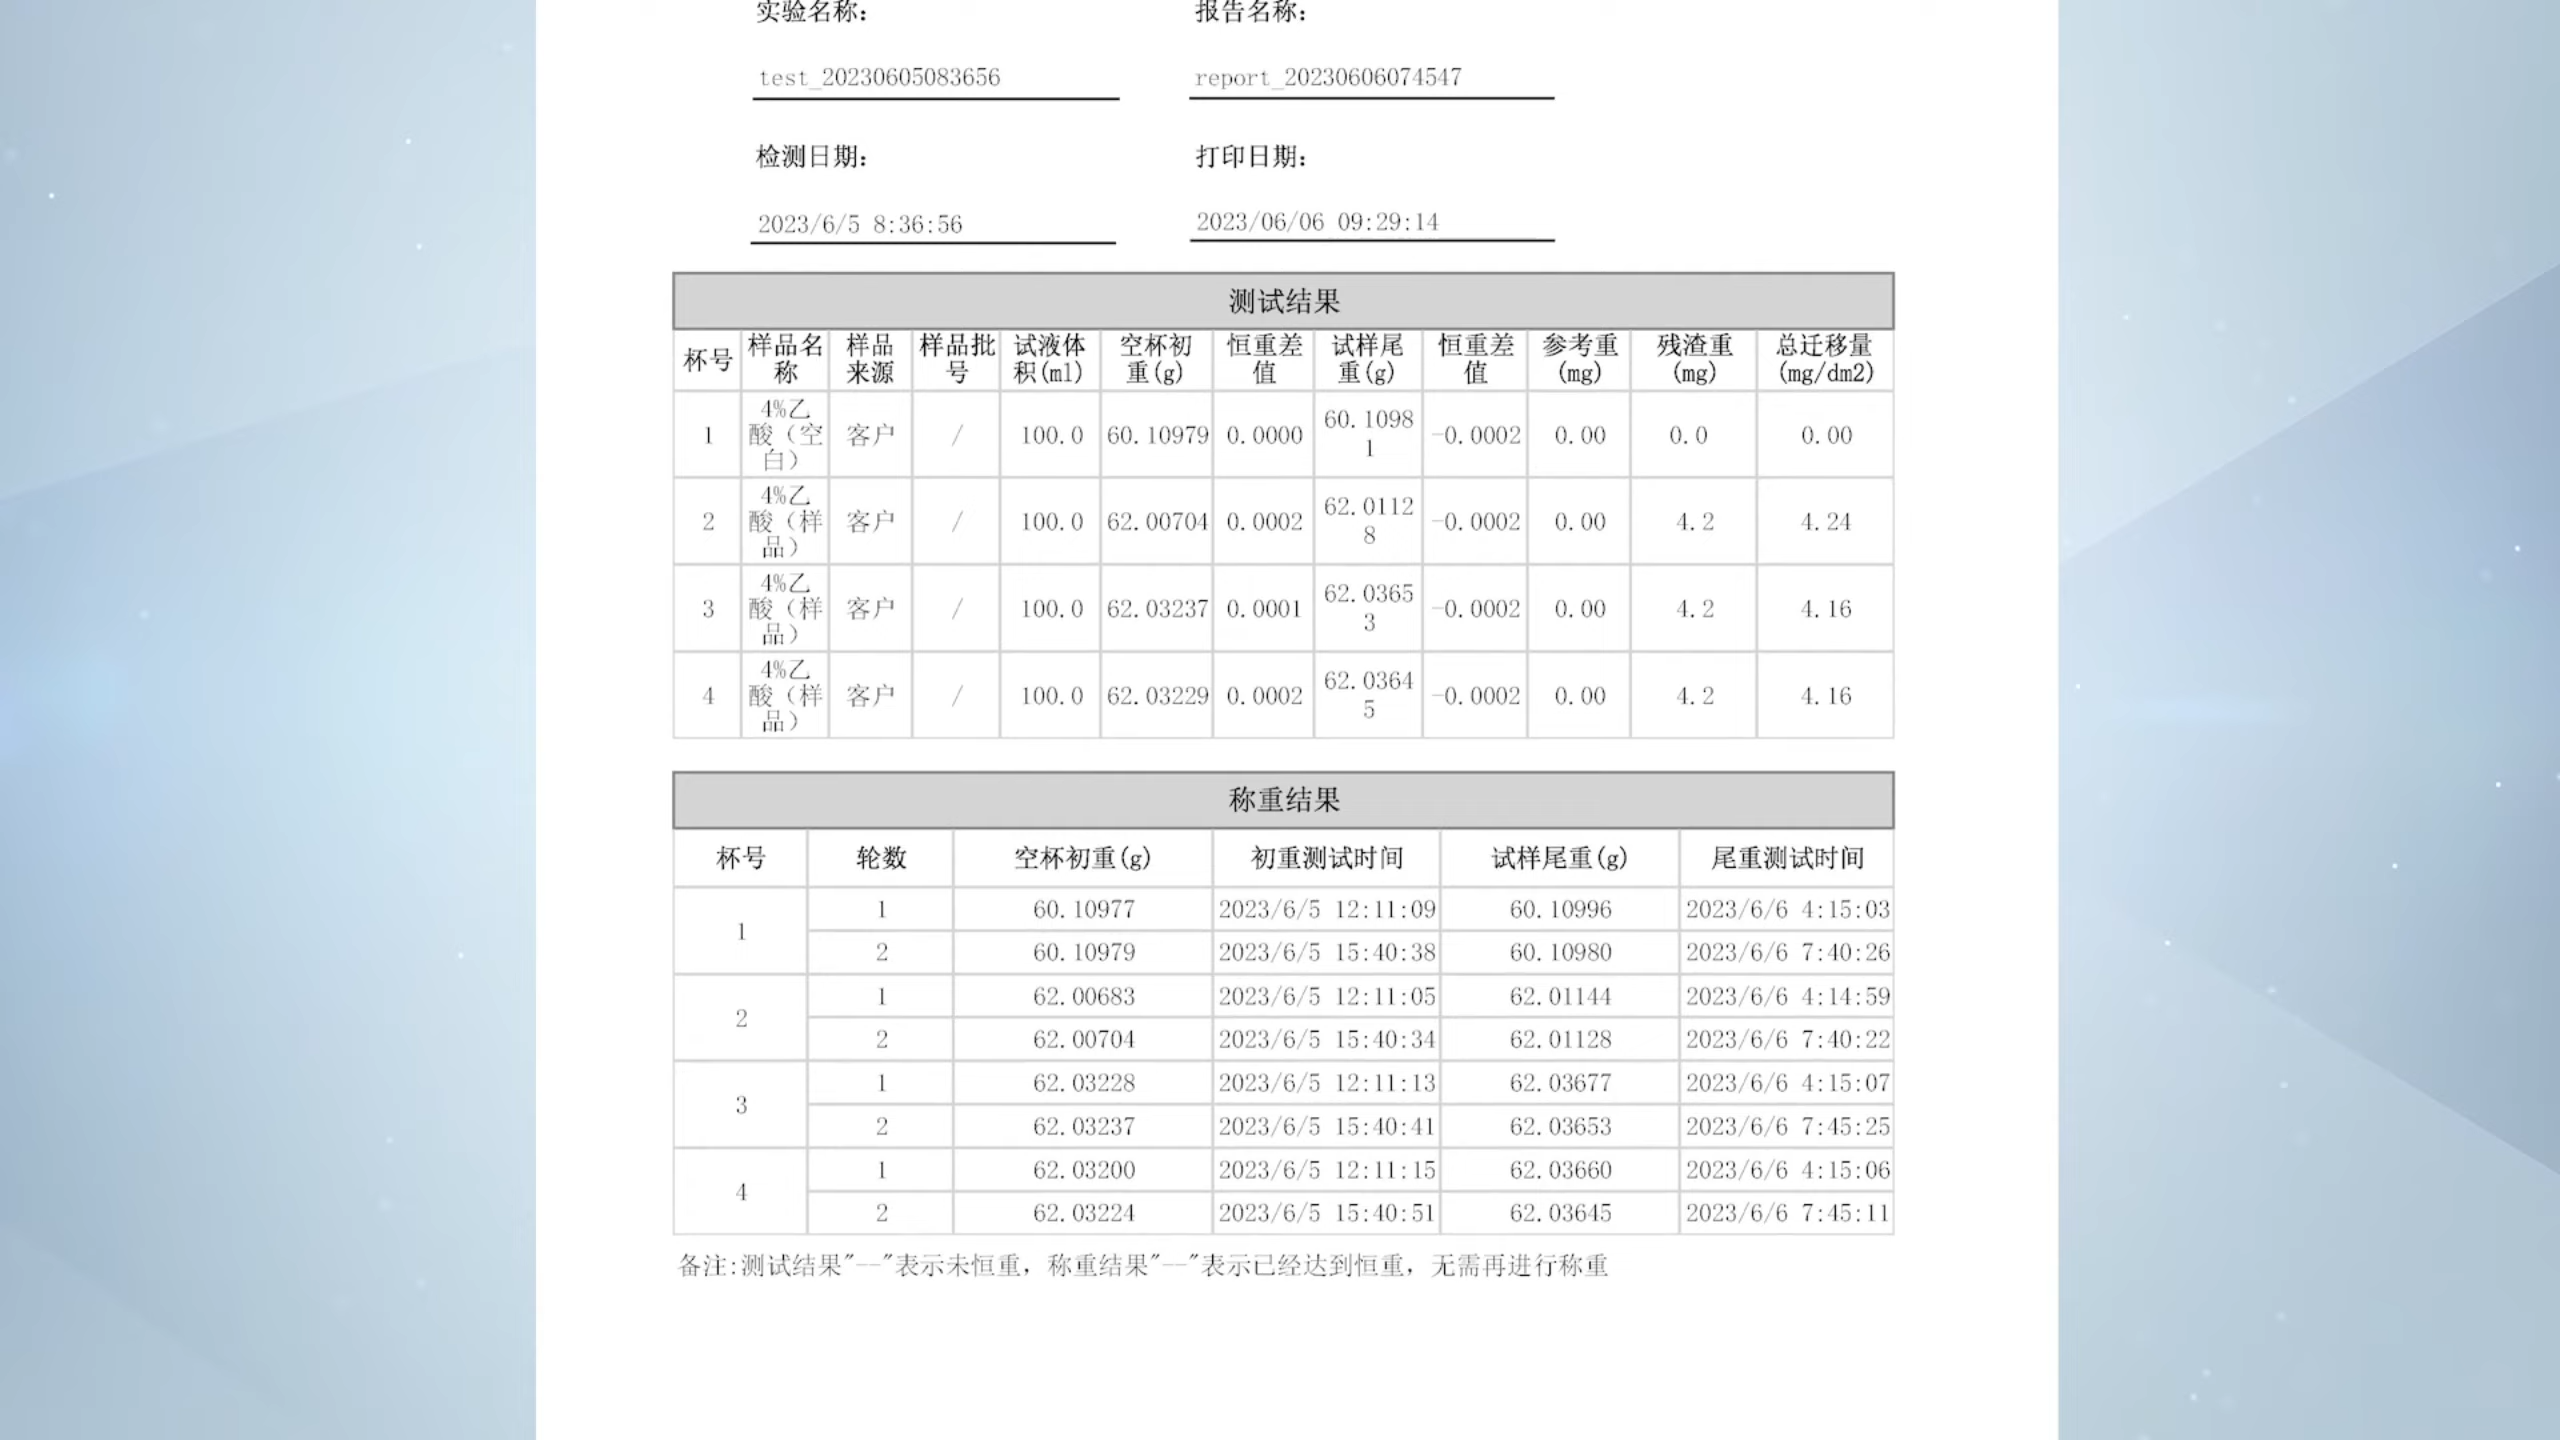 实验名称: 报告名称:
test_20230605083656 report_20230606074547
检测日期: 打印日期:
2023/6/5 8:36:56 2023/06/06 09:29:14
测试结果
杯号 样品名称 样品来源 样品批号 试液体积(ml) 空杯初重(g) 恒重差值 试样尾重(g) 恒重差值 参考重(mg) 残渣重(mg) 总迁移量(mg/dm2)
1 4%乙酸（空白） 客户 / 100.0 60.10979 0.0000 60.10981 -0.0002 0.00 0.0 0.00
2 4%乙酸（样品） 客户 / 100.0 62.00704 0.0002 62.01128 -0.0002 0.00 4.2 4.24
3 4%乙酸（样品） 客户 / 100.0 62.03237 0.0001 62.03653 -0.0002 0.00 4.2 4.16
4 4%乙酸（样品） 客户 / 100.0 62.03229 0.0002 62.03645 -0.0002 0.00 4.2 4.16
称重结果
杯号 轮数 空杯初重(g) 初重测试时间 试样尾重(g) 尾重测试时间
1 1 60.10977 2023/6/5 12:11:09 60.10996 2023/6/6 4:15:03
2 60.10979 2023/6/5 15:40:38 60.10980 2023/6/6 7:40:26
2 1 62.00683 2023/6/5 12:11:05 62.01144 2023/6/6 4:14:59
2 62.00704 2023/6/5 15:40:34 62.01128 2023/6/6 7:40:22
3 1 62.03228 2023/6/5 12:11:13 62.03677 2023/6/6 4:15:07
2 62.03237 2023/6/5 15:40:41 62.03653 2023/6/6 7:45:25
4 1 62.03200 2023/6/5 12:11:15 62.03660 2023/6/6 4:15:06
2 62.03224 2023/6/5 15:40:51 62.03645 2023/6/6 7:45:11
备注:测试结果"--"表示未恒重，称重结果"--"表示已经达到恒重，无需再进行称重